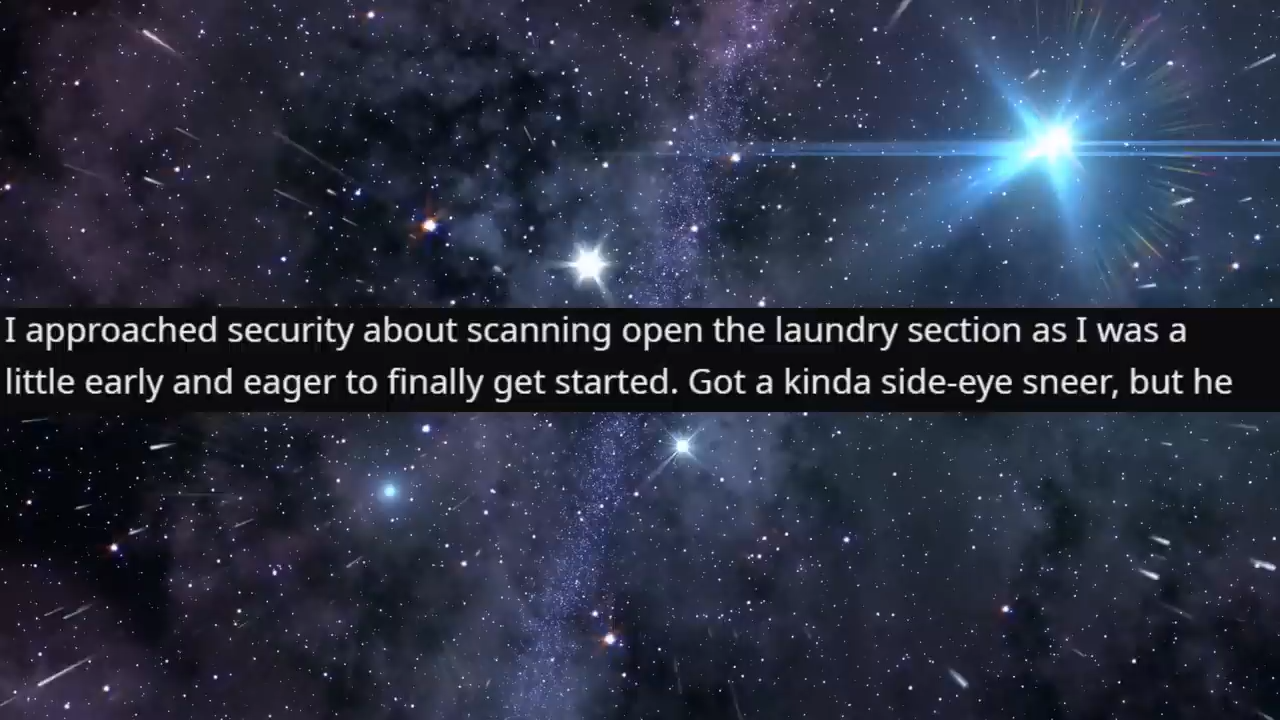 I approached security about scanning open the laundry section as I was a
little early and eager to finally get started. Got a kinda side-eye sneer, but he